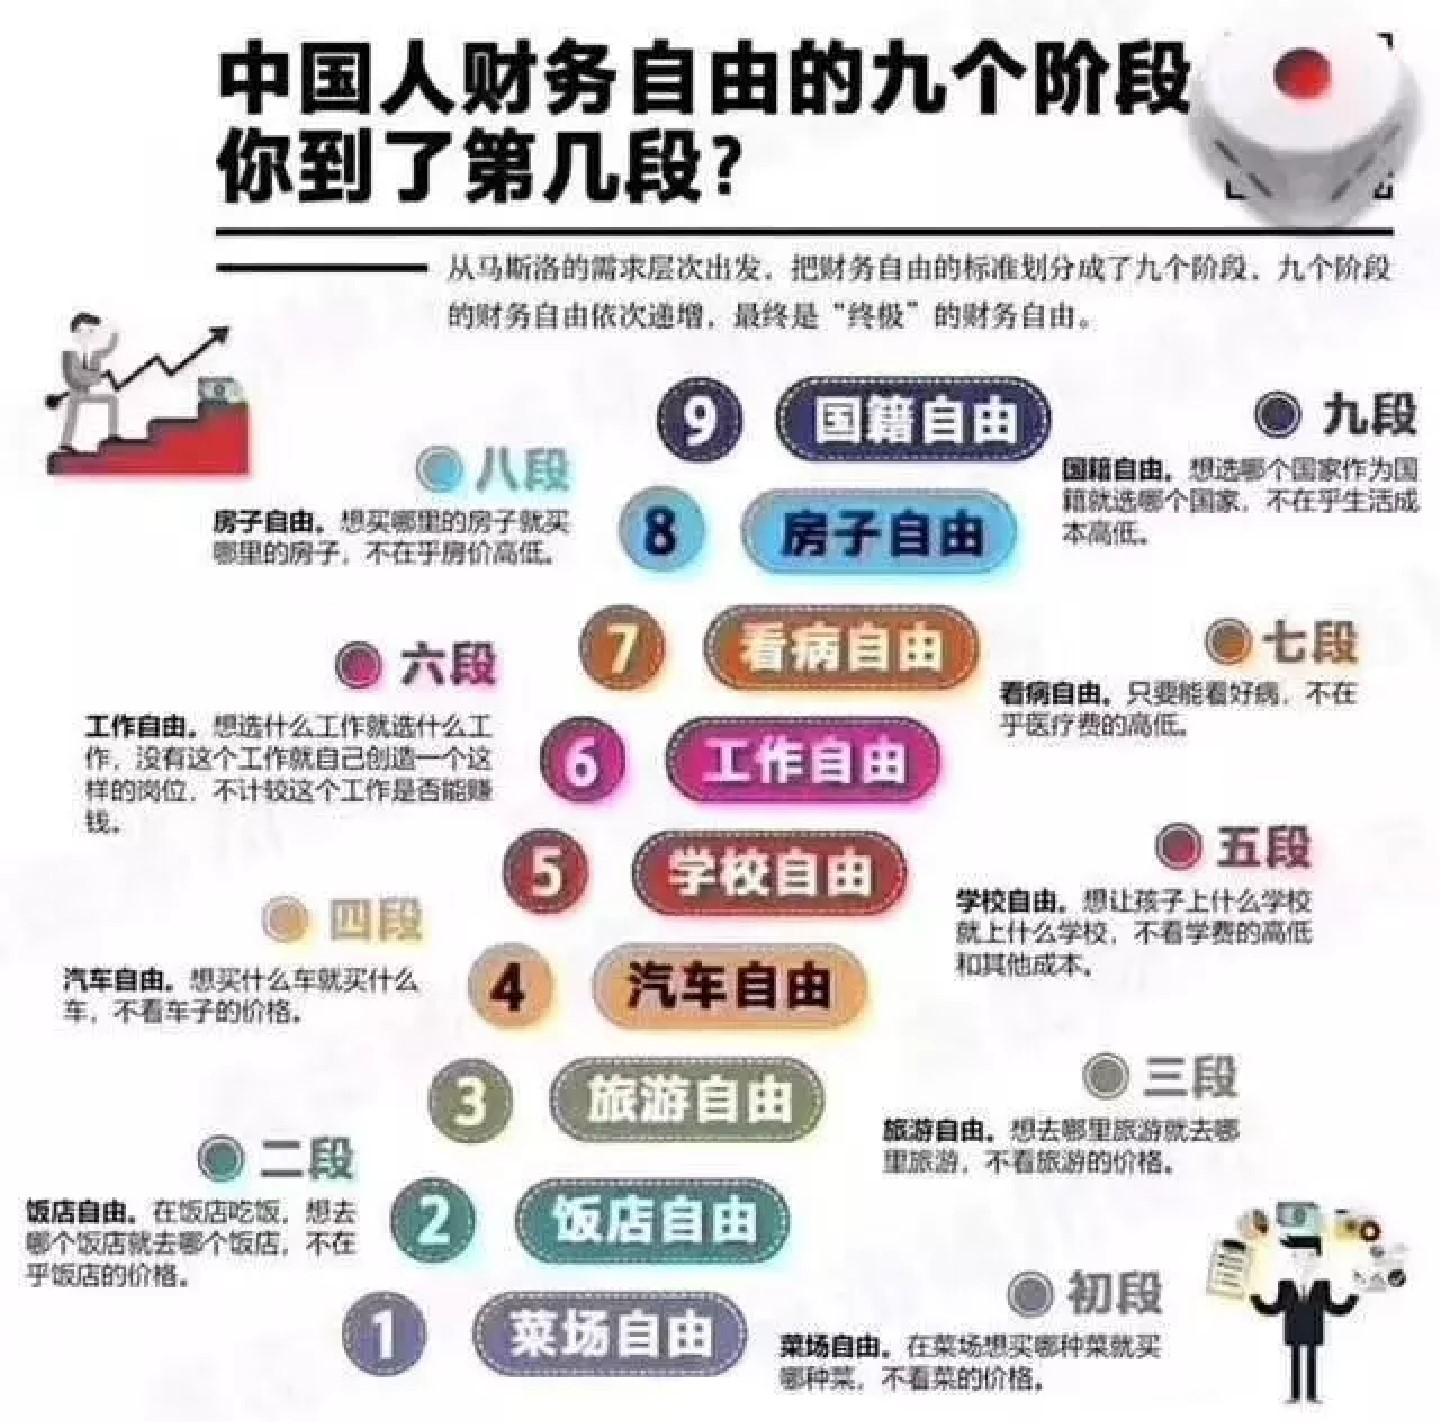 中国人财务自由的九个阶段
你到了第几段?
从马斯洛的需求层次出发，把财务自由的标准划分成了九个阶段，九个阶段
的财务自由依次递增，最终是“终极”的财务自由。
9 国籍自由
九段
国籍自由。想选哪个国家作为国
籍就选哪个国家，不在乎生活成
本高低。
八段
房子自由。想买哪里的房子就买
哪里的房子，不在乎房价高低。
8 房子自由
7 看病自由
七段
看病自由。只要能看好病，不在
乎医疗费的高低。
六段
工作自由。想选什么工作就选什么工
作，没有这个工作就自己创造一个这
样的岗位，不计较这个工作是否能赚
钱。
6 工作自由
5 学校自由
五段
学校自由。想让孩子上什么学校
就上什么学校，不看学费的高低
和其他成本。
四段
汽车自由。想买什么车就买什么
车，不看车子的价格。
4 汽车自由
3 旅游自由
三段
旅游自由。想去哪里旅游就去哪
里旅游，不看旅游的价格。
二段
饭店自由。在饭店吃饭，想去
哪个饭店就去哪个饭店，不在
乎饭店的价格。
2 饭店自由
1 菜场自由
初段
菜场自由。在菜场想买哪种菜就买
哪种菜，不看菜的价格。